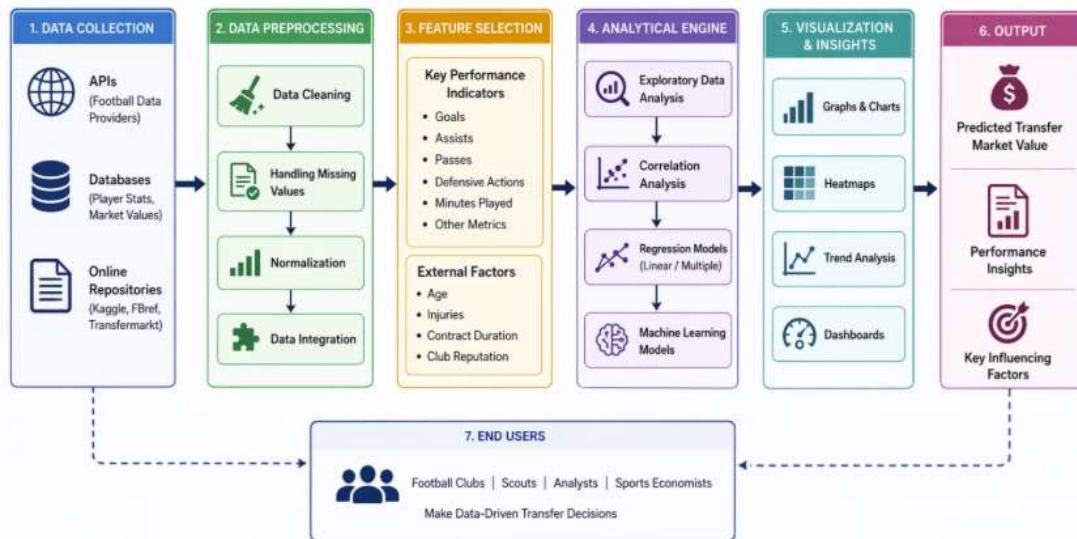 1. DATA COLLECTION
APIs
(Football Data
Providers)
Databases
(Player Stats,
Market Values)
Online
Repositories
(Kaggle, FBref,
Transfermarkt)
2. DATA PREPROCESSING
Data Cleaning
Handling Missing
Values
Normalization
Data Integration
3. FEATURE SELECTION
Key Performance
Indicators
• Goals
• Assists
• Passes
• Defensive Actions
• Minutes Played
• Other Metrics
External Factors
• Age
• Injuries
• Contract Duration
• Club Reputation
4. ANALYTICAL ENGINE
Exploratory Data
Analysis
Correlation
Analysis
Regression Models
(Linear / Multiple)
Machine Learning
Models
5. VISUALIZATION
& INSIGHTS
Graphs & Charts
Heatmaps
Trend Analysis
Dashboards
6. OUTPUT
$
Predicted Transfer
Market Value
Performance
Insights
Key Influencing
Factors
7. END USERS
Football Clubs | Scouts | Analysts | Sports Economists
Make Data-Driven Transfer Decisions